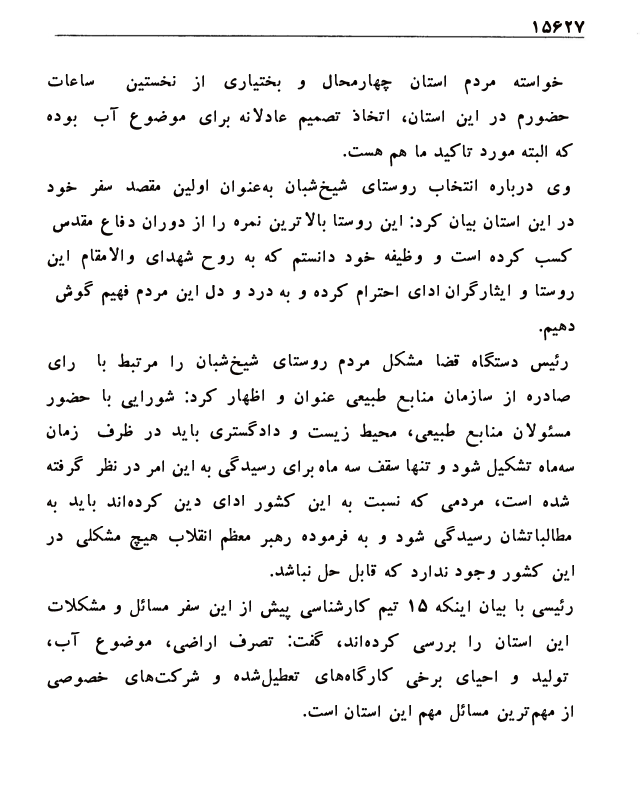 ۱۵۶۲۷
خواسته مردم استان چهارمحال و بختیاری از نخستین ساعات
حضورم در این استان، اتخاذ تصمیم عادلانه برای موضوع آب بوده
که البته مورد تاکید ما هم هست.
وی درباره انتخاب روستای شیخ‌شبان به‌عنوان اولین مقصد سفر خود
در این استان بیان کرد: این روستا بالاترین نمره را از دوران دفاع مقدس
کسب کرده است و وظیفه خود دانستم که به روح شهدای والامقام این
روستا و ایثارگران ادای احترام کرده و به درد و دل این مردم فهیم گوش
دهیم.
رئیس دستگاه قضا مشکل مردم روستای شیخ‌شبان را مرتبط با رای
صادره از سازمان منابع طبیعی عنوان و اظهار کرد: شورایی با حضور
مسئولان منابع طبیعی، محیط زیست و دادگستری باید در ظرف زمان
سه‌ماه تشکیل شود و تنها سقف سه ماه برای رسیدگی به این امر در نظر گرفته
شده است، مردمی که نسبت به این کشور ادای دین کرده‌اند باید به
مطالباتشان رسیدگی شود و به فرموده رهبر معظم انقلاب هیچ مشکلی در
این کشور وجود ندارد که قابل حل نباشد.
رئیسی با بیان اینکه ۱۵ تیم کارشناسی پیش از این سفر مسائل و مشکلات
این استان را بررسی کرده‌اند، گفت: تصرف اراضی، موضوع آب،
تولید و احیای برخی کارگاه‌های تعطیل‌شده و شرکت‌های خصوصی
از مهم‌ترین مسائل مهم این استان است.